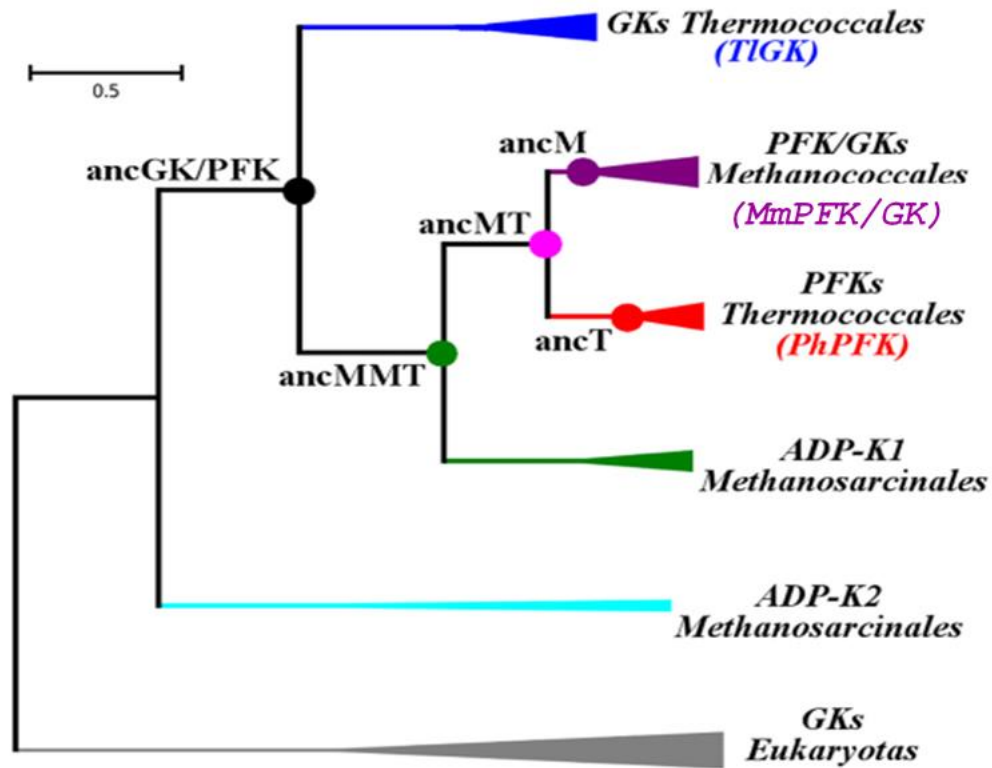 GKs Thermococcales
(TlGK)
0.5
ancM
PFK/GKs
Methanococcales
(MmPFK/GK)
ancGK/PFK
ancMT
PFKs
Thermococcales
(PhPFK)
ancT
ancMMT
ADP-K1
Methanosarcinales
ADP-K2
Methanosarcinales
GKs
Eukaryotas